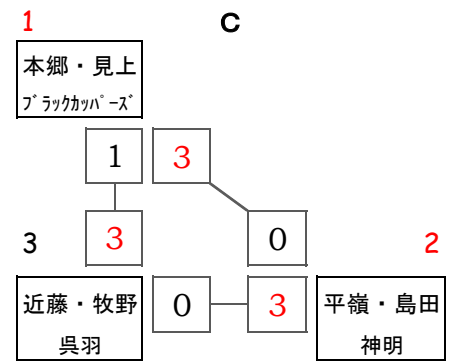 1 C
本郷・見上
ﾌﾞﾗｯｸｶｯﾊﾟｰｽﾞ
1 3
3 3 0 2
近藤・牧野 0 3 平嶺・島田
呉羽 神明